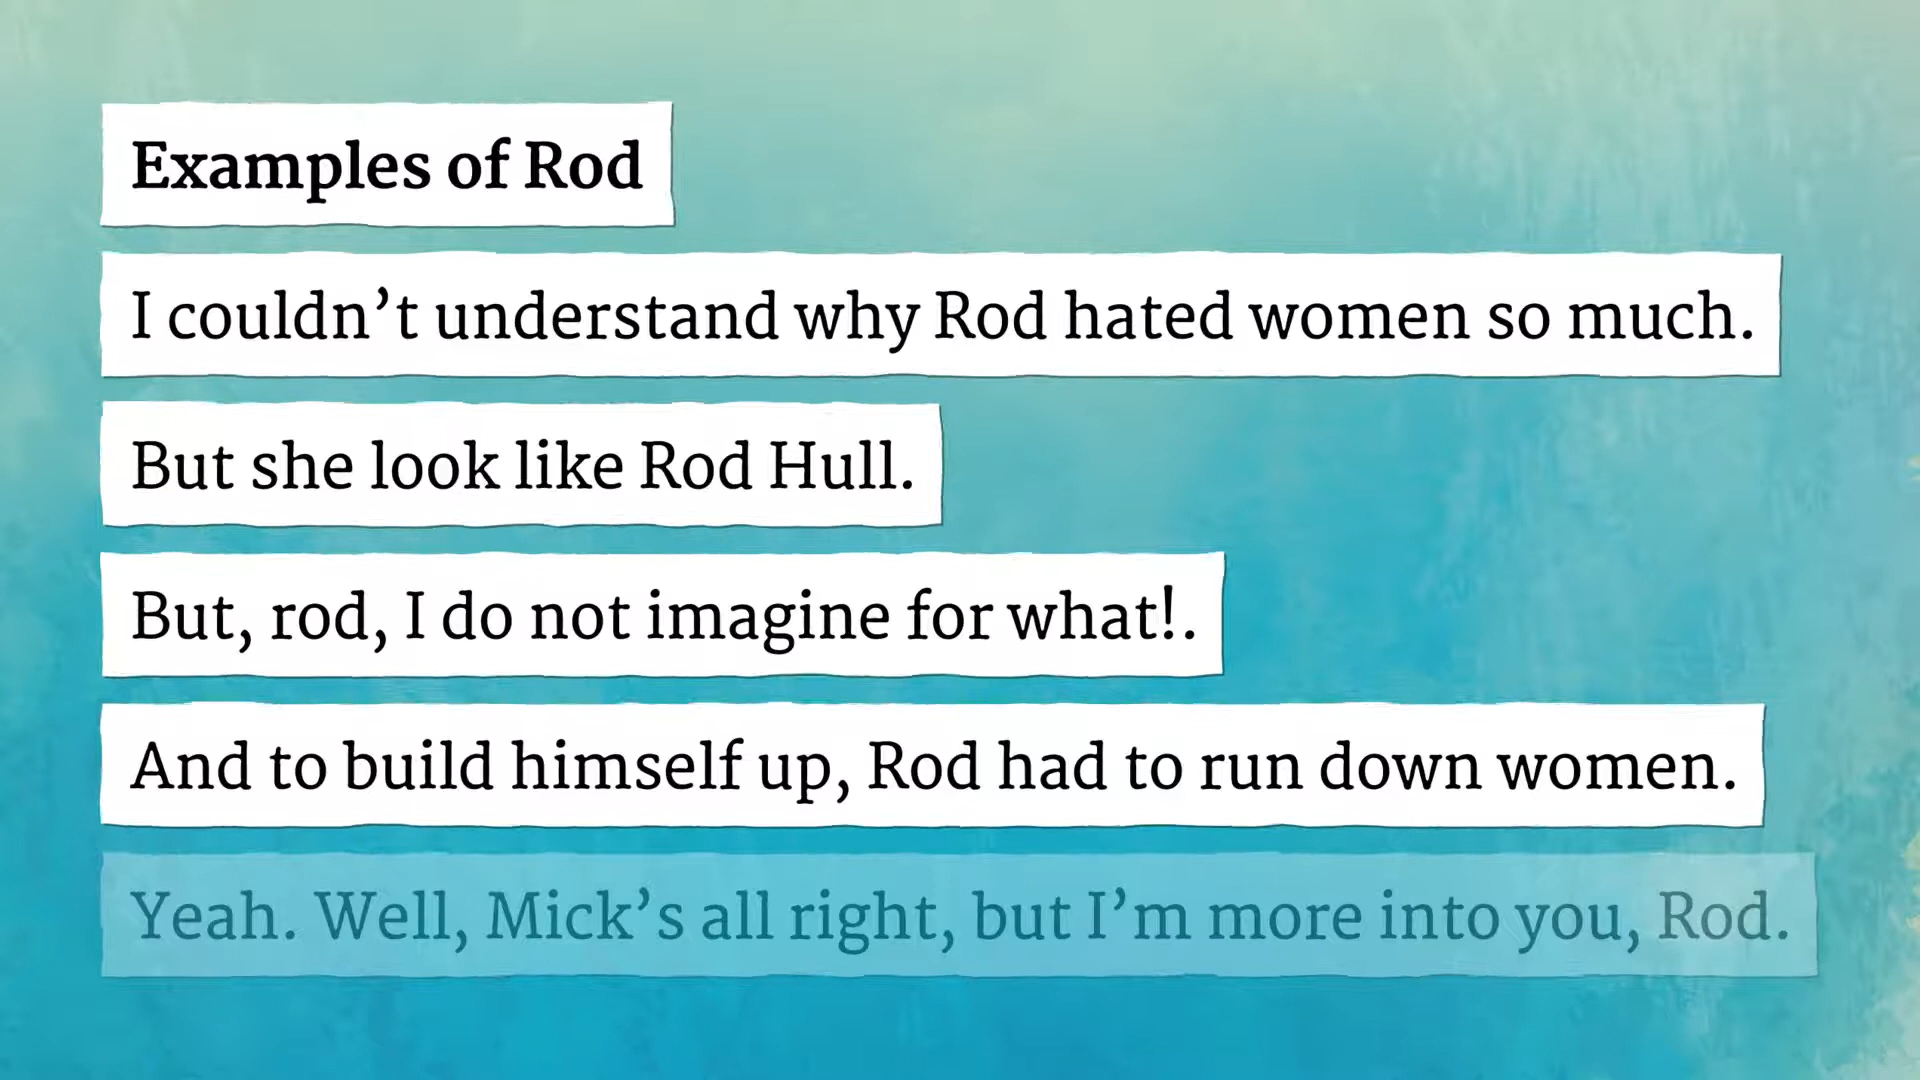 Examples of Rod
I couldn’t understand why Rod hated women so much.
But she look like Rod Hull.
But, rod, I do not imagine for what!.
And to build himself up, Rod had to run down women.
Yeah. Well, Mick’s all right, but I’m more into you, Rod.